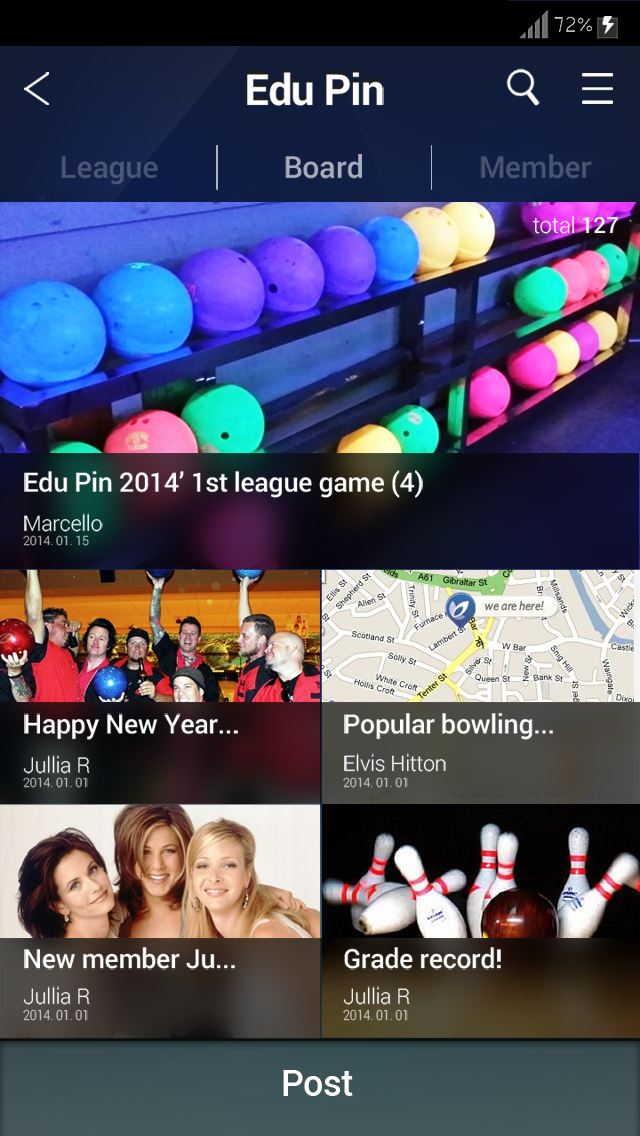 72%
Edu Pin
League
Board
Member
total 127
Edu Pin 2014’ 1st league game (4)
Marcello
2014. 01. 15
Ellis St
Shepherd St
Allen St
Trinity St
A61 Gibraltar St
Millsands
Furnace
we are here!
Lambert St
Scotland St
W Bar
Castle
Solly St
Silver St
Snig Hill
White Croft
Queen St
New St
Bank St
Waingate
Hollis Croft
Tenter St
Dixon
Happy New Year...
Jullia R
2014. 01. 01
Popular bowling...
Elvis Hitton
2014. 01. 01
New member Ju...
Jullia R
2014. 01. 01
Grade record!
Jullia R
2014. 01. 01
Post